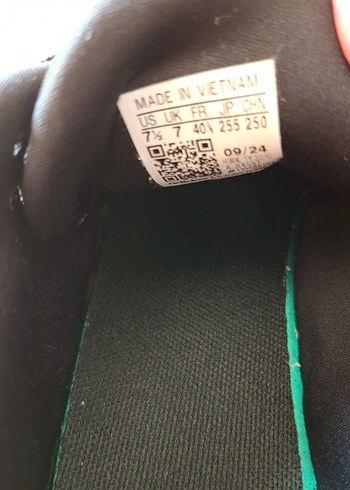 MADE IN VIETNAM
US UK FR JP CHN
7½ 7 40⅔ 255 250
09/24